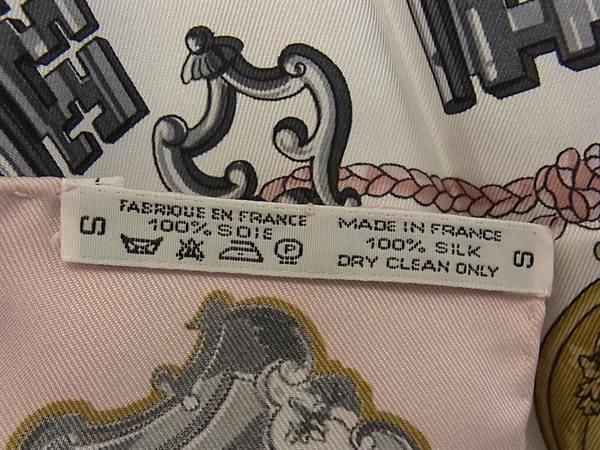 S
FABRIQUE EN FRANCE
100% SOIE
P
MADE IN FRANCE
100% SILK
DRY CLEAN ONLY
S